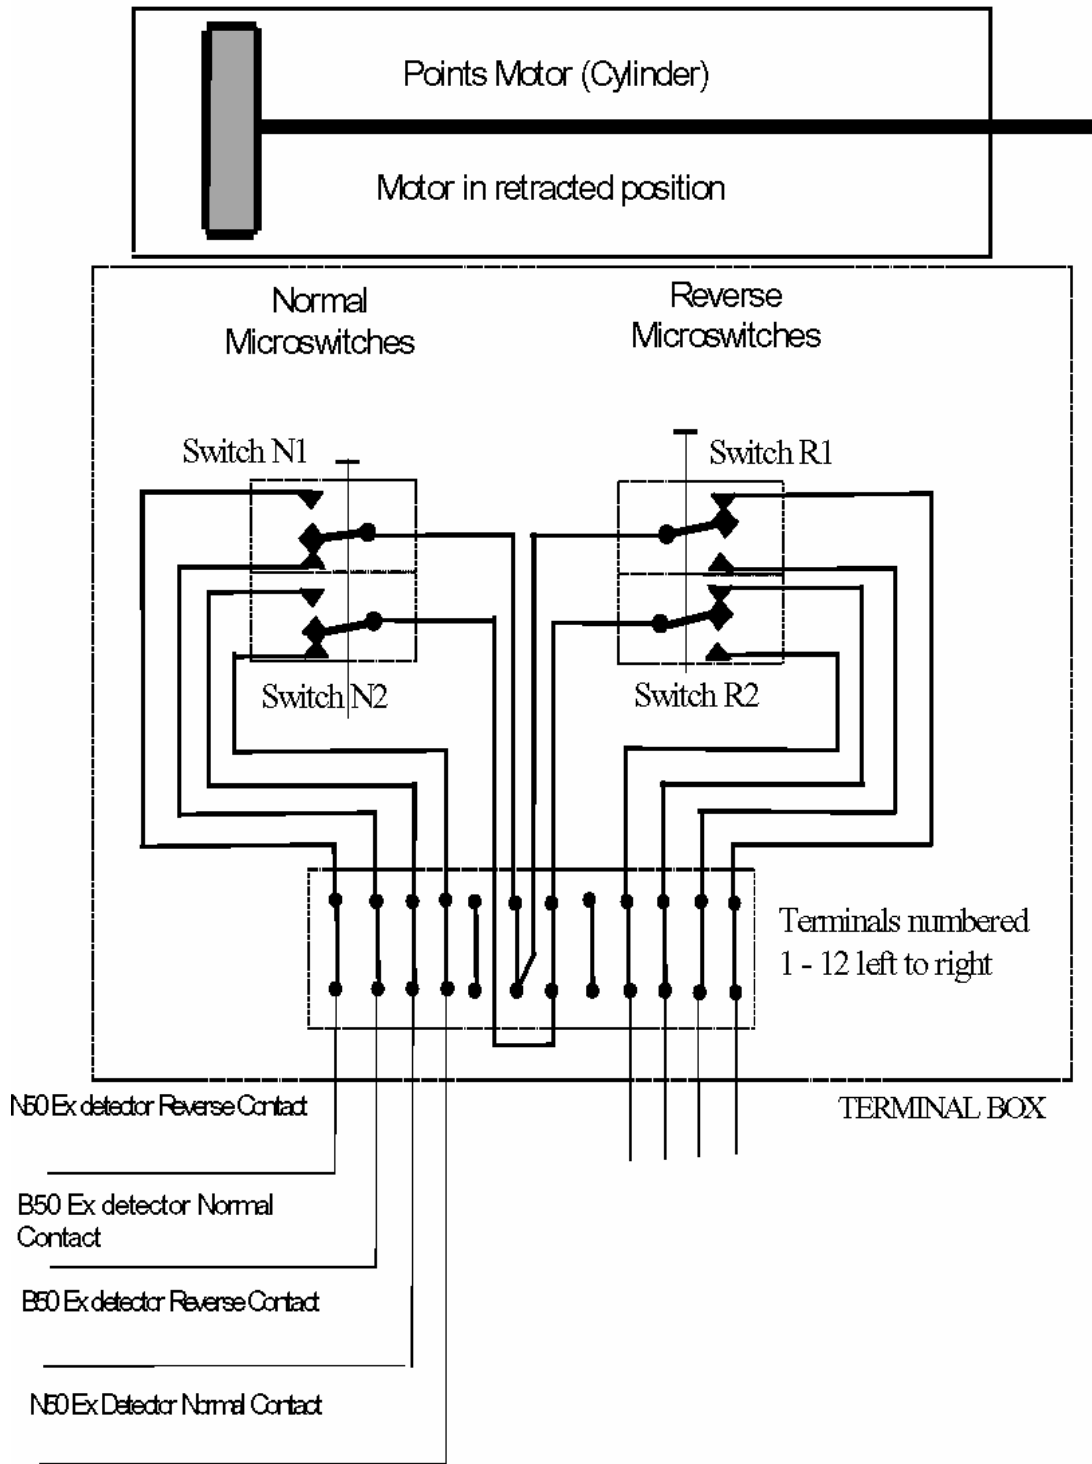 Points Motor (Cylinder)
Motor in retracted position
Normal
Microswitches
Reverse
Microswitches
Switch N1
Switch R1
Switch N2
Switch R2
Terminals numbered
1 - 12 left to right
N50 Ex detector Reverse Contact
TERMINAL BOX
B50 Ex detector Normal
Contact
B50 Ex detector Reverse Contact
N50 Ex Detector Normal Contact